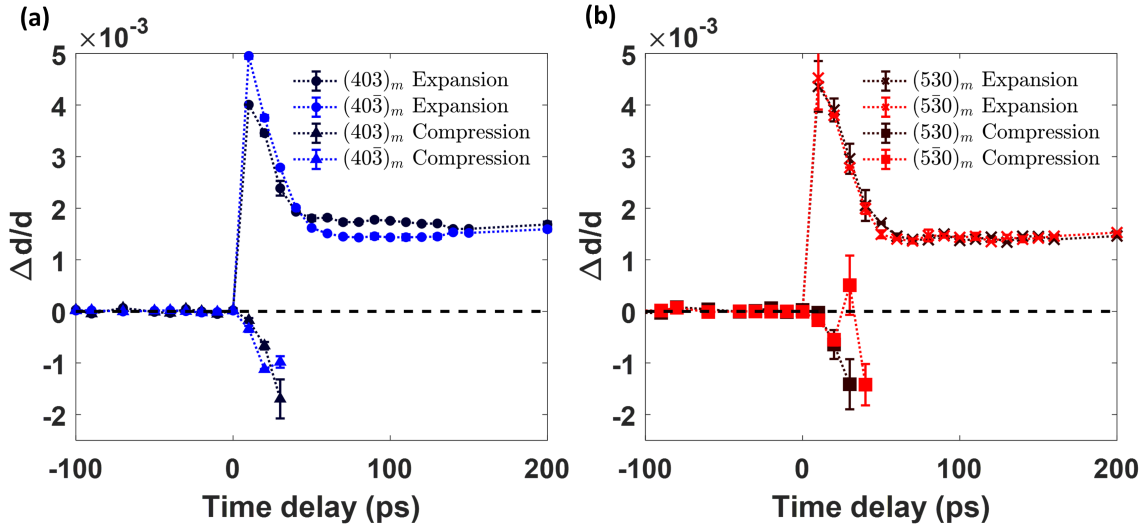 (a)
×10⁻³
5
4
3
2
1
0
-1
-2
Δd/d
-100
0
100
200
Time delay (ps)
(403)ₘ Expansion
(403̄)ₘ Expansion
(403)ₘ Compression
(403̄)ₘ Compression
(b)
×10⁻³
5
4
3
2
1
0
-1
-2
Δd/d
-100
0
100
200
Time delay (ps)
(530)ₘ Expansion
(53̄0)ₘ Expansion
(530)ₘ Compression
(53̄0)ₘ Compression